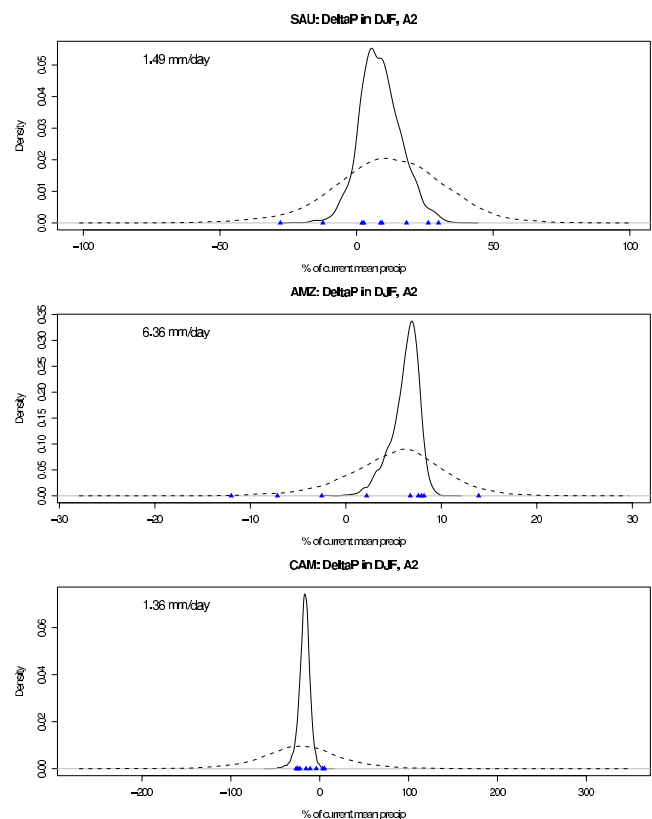 SAU: DeltaP in DJF, A2
1.49 mm/day
Density
0.00 0.01 0.02 0.03 0.04 0.05
−100 −50 0 50 100
% of current mean precip
AMZ: DeltaP in DJF, A2
6.36 mm/day
Density
0.00 0.05 0.10 0.15 0.20 0.25 0.30 0.35
−30 −20 −10 0 10 20 30
% of current mean precip
CAM: DeltaP in DJF, A2
1.36 mm/day
Density
0.00 0.02 0.04 0.06
−200 −100 0 100 200 300
% of current mean precip